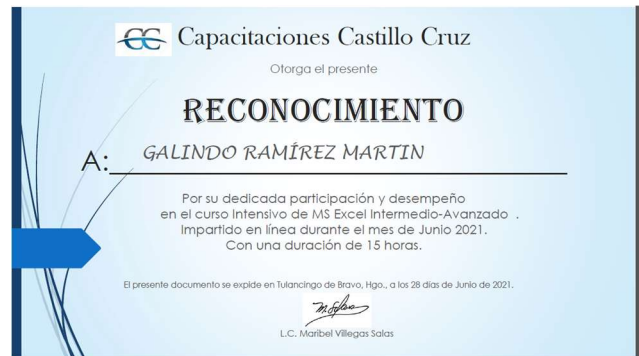 CC Capacitaciones Castillo Cruz
Otorga el presente
RECONOCIMIENTO
A: GALINDO RAMÍREZ MARTIN
Por su dedicada participación y desempeño
en el curso Intensivo de MS Excel Intermedio-Avanzado .
Impartido en línea durante el mes de Junio 2021.
Con una duración de 15 horas.
El presente documento se expide en Tulancingo de Bravo, Hgo., a los 28 días de Junio de 2021.
L.C. Maribel Villegas Salas